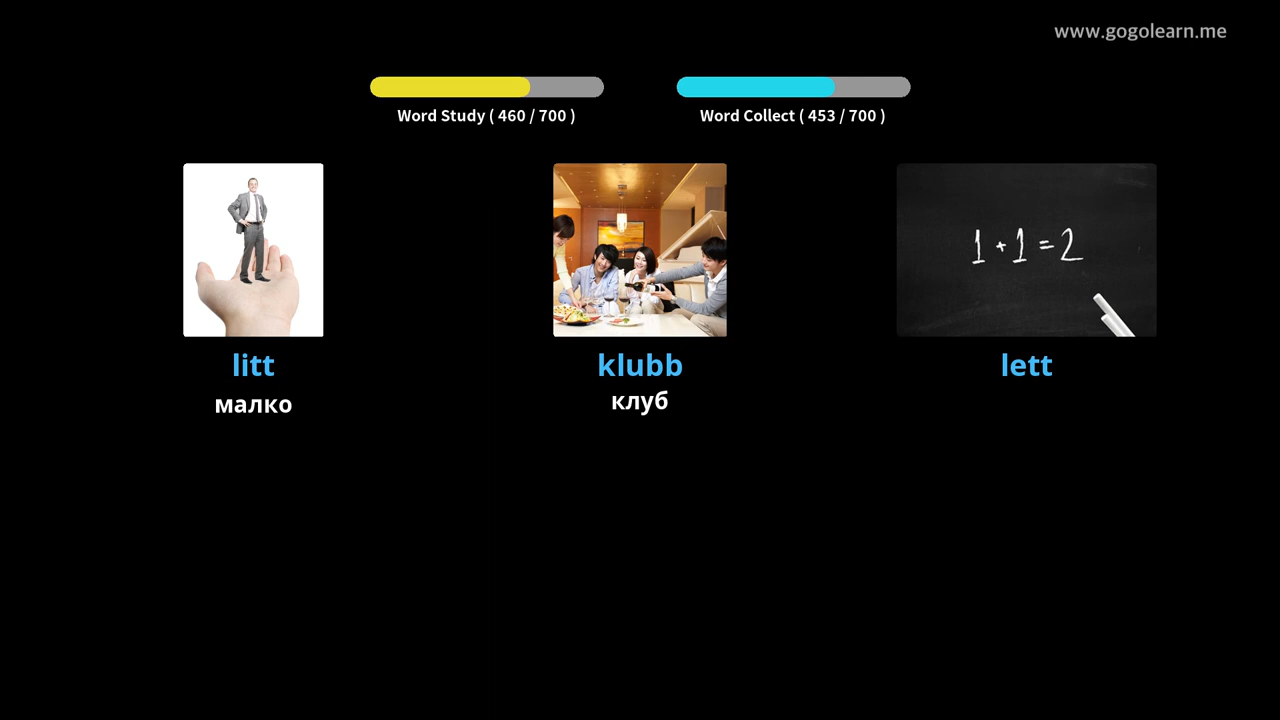 www.gogolearn.me
Word Study ( 460 / 700 )
Word Collect ( 453 / 700 )
1 + 1 = 2
litt
klubb
lett
малко
клуб